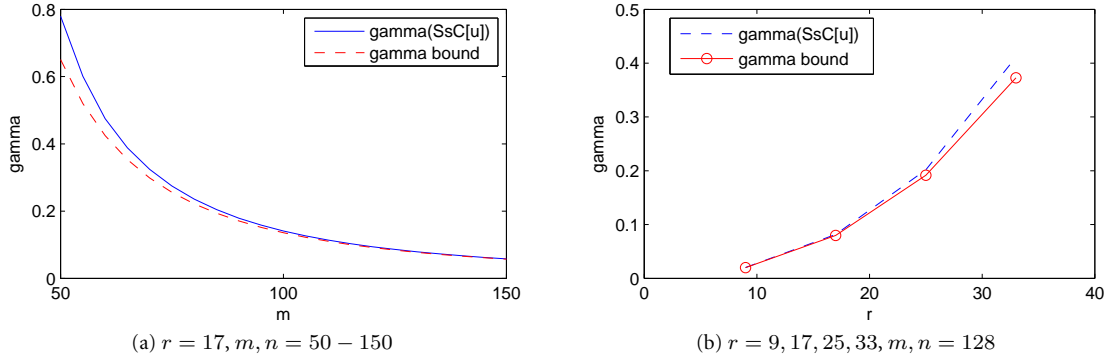 0.8
0.6
0.4
0.2
0
gamma
gamma(SsC[u])
gamma bound
50
100
150
m
(a) r = 17, m, n = 50 − 150
0.5
0.4
0.3
0.2
0.1
0
gamma
gamma(SsC[u])
gamma bound
0
10
20
30
40
r
(b) r = 9, 17, 25, 33, m, n = 128